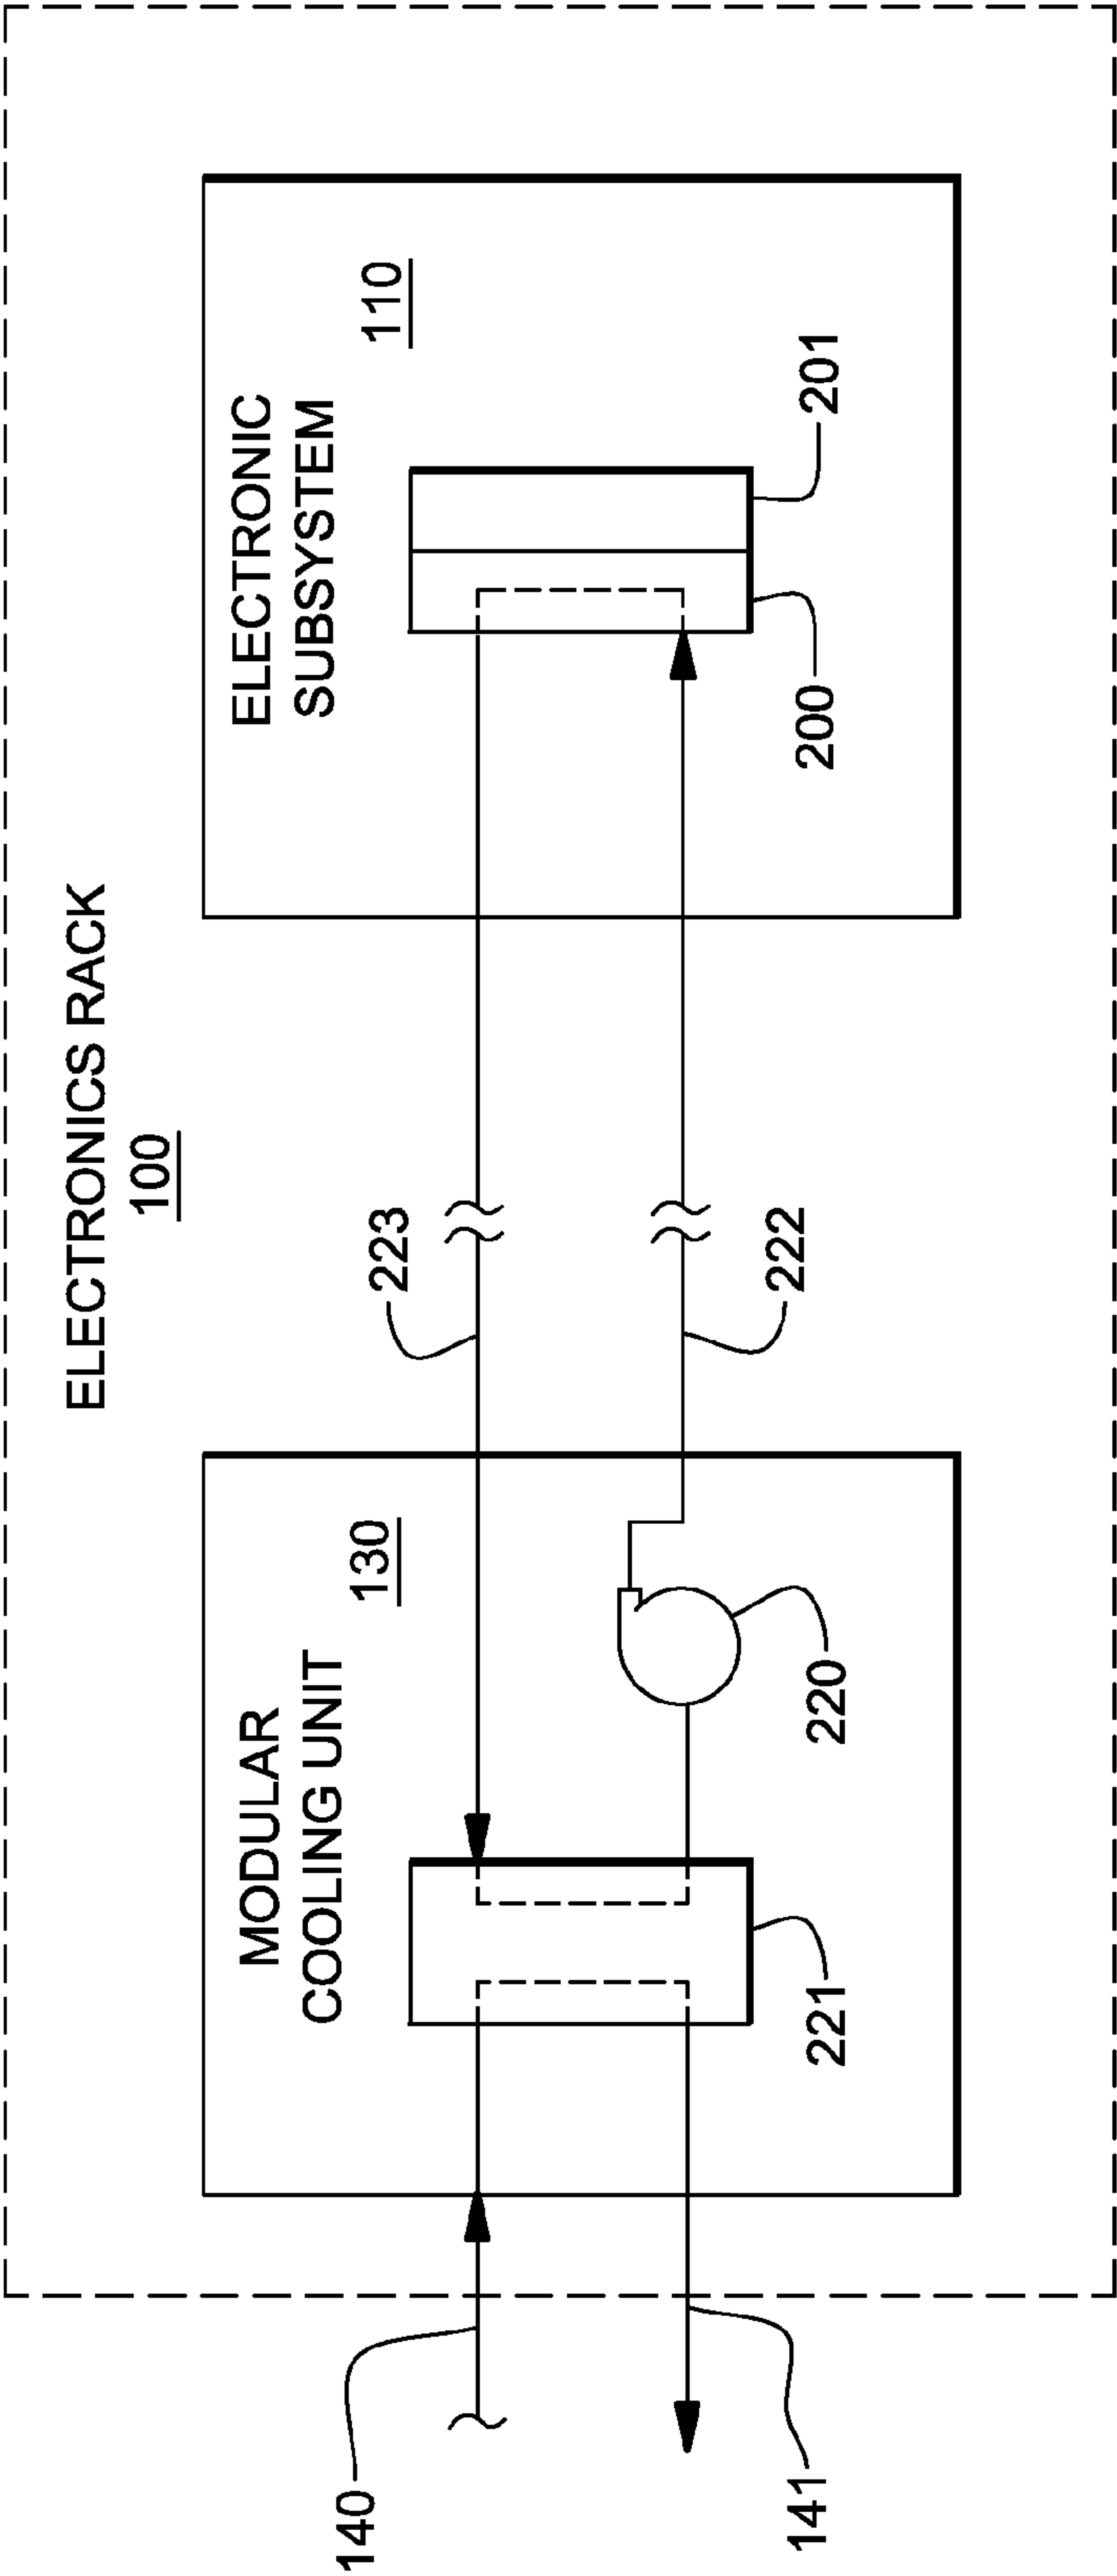 ELECTRONICS RACK
100
MODULAR
COOLING UNIT
130
ELECTRONIC
SUBSYSTEM
110
223
222
140
141
221
220
200
201